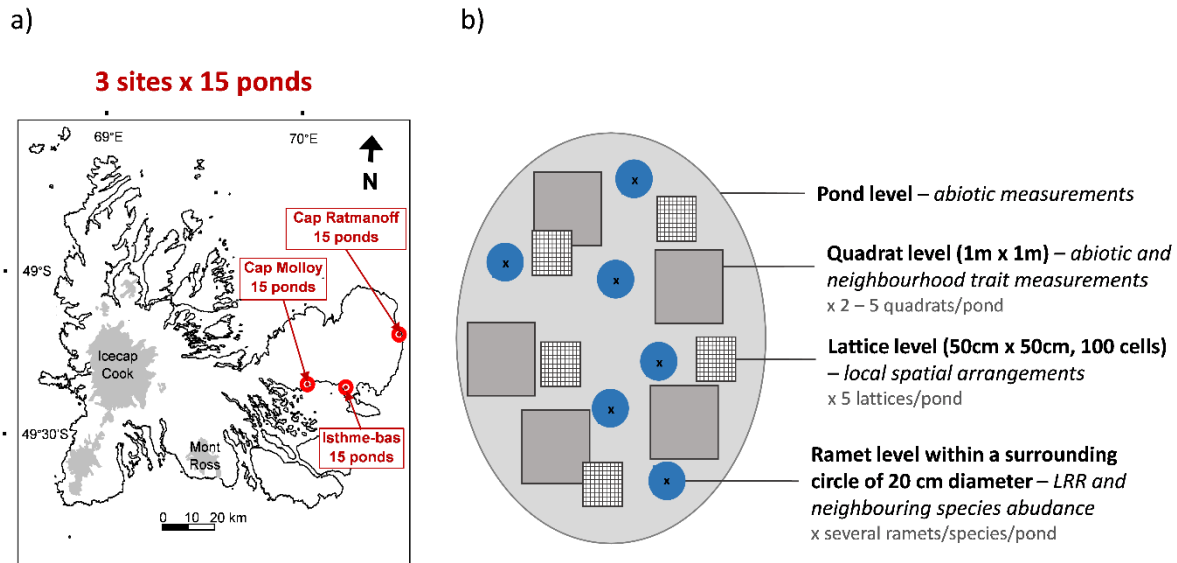 a)
3 sites x 15 ponds
69°E
70°E
N
Cap Ratmanoff
15 ponds
49°S
Cap Molloy
15 ponds
Icecap
Cook
Isthme-bas
15 ponds
49°30'S
Mont
Ross
0 10 20 km
b)
x
x
x
x
x
x
Pond level – abiotic measurements
Quadrat level (1m x 1m) – abiotic and
neighbourhood trait measurements
x 2 – 5 quadrats/pond
Lattice level (50cm x 50cm, 100 cells)
– local spatial arrangements
x 5 lattices/pond
Ramet level within a surrounding
circle of 20 cm diameter – LRR and
neighbouring species abudance
x several ramets/species/pond